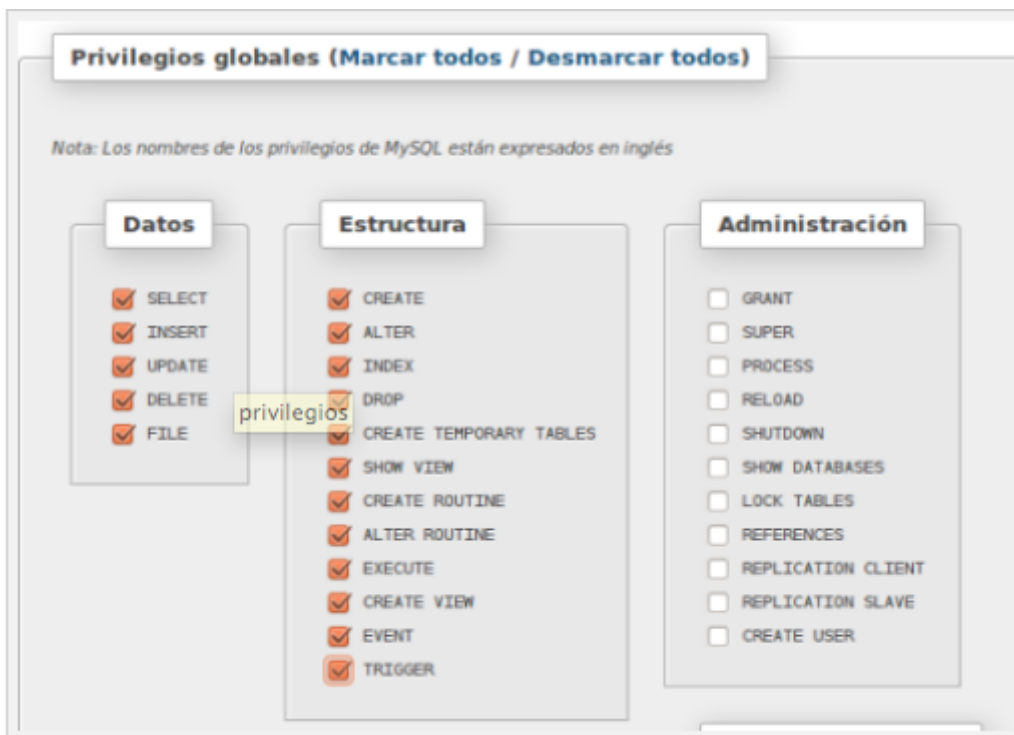 Privilegios globales (Marcar todos / Desmarcar todos)
Nota: Los nombres de los privilegios de MySQL están expresados en inglés
Datos
SELECT
INSERT
UPDATE
DELETE
FILE
privilegios
Estructura
CREATE
ALTER
INDEX
DROP
CREATE TEMPORARY TABLES
SHOW VIEW
CREATE ROUTINE
ALTER ROUTINE
EXECUTE
CREATE VIEW
EVENT
TRIGGER
Administración
GRANT
SUPER
PROCESS
RELOAD
SHUTDOWN
SHOW DATABASES
LOCK TABLES
REFERENCES
REPLICATION CLIENT
REPLICATION SLAVE
CREATE USER